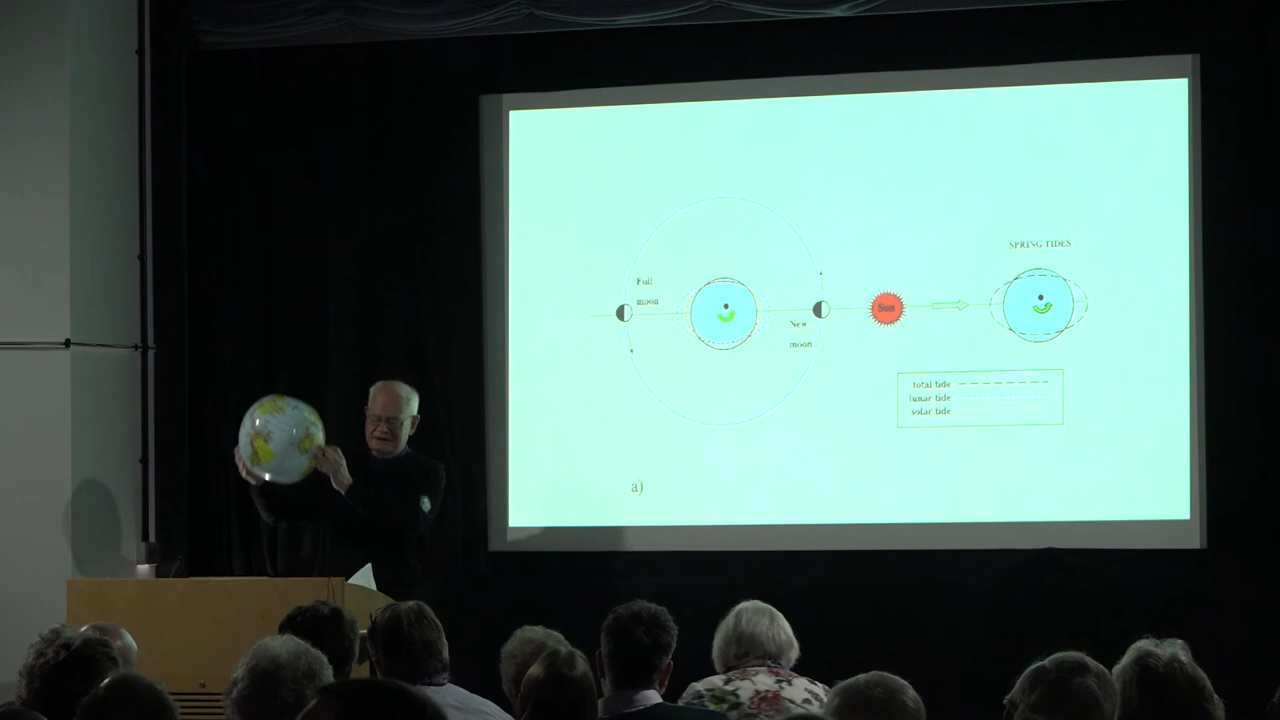 SPRING TIDES
Full
moon
Sun
New
moon
total tide
lunar tide
solar tide
a)